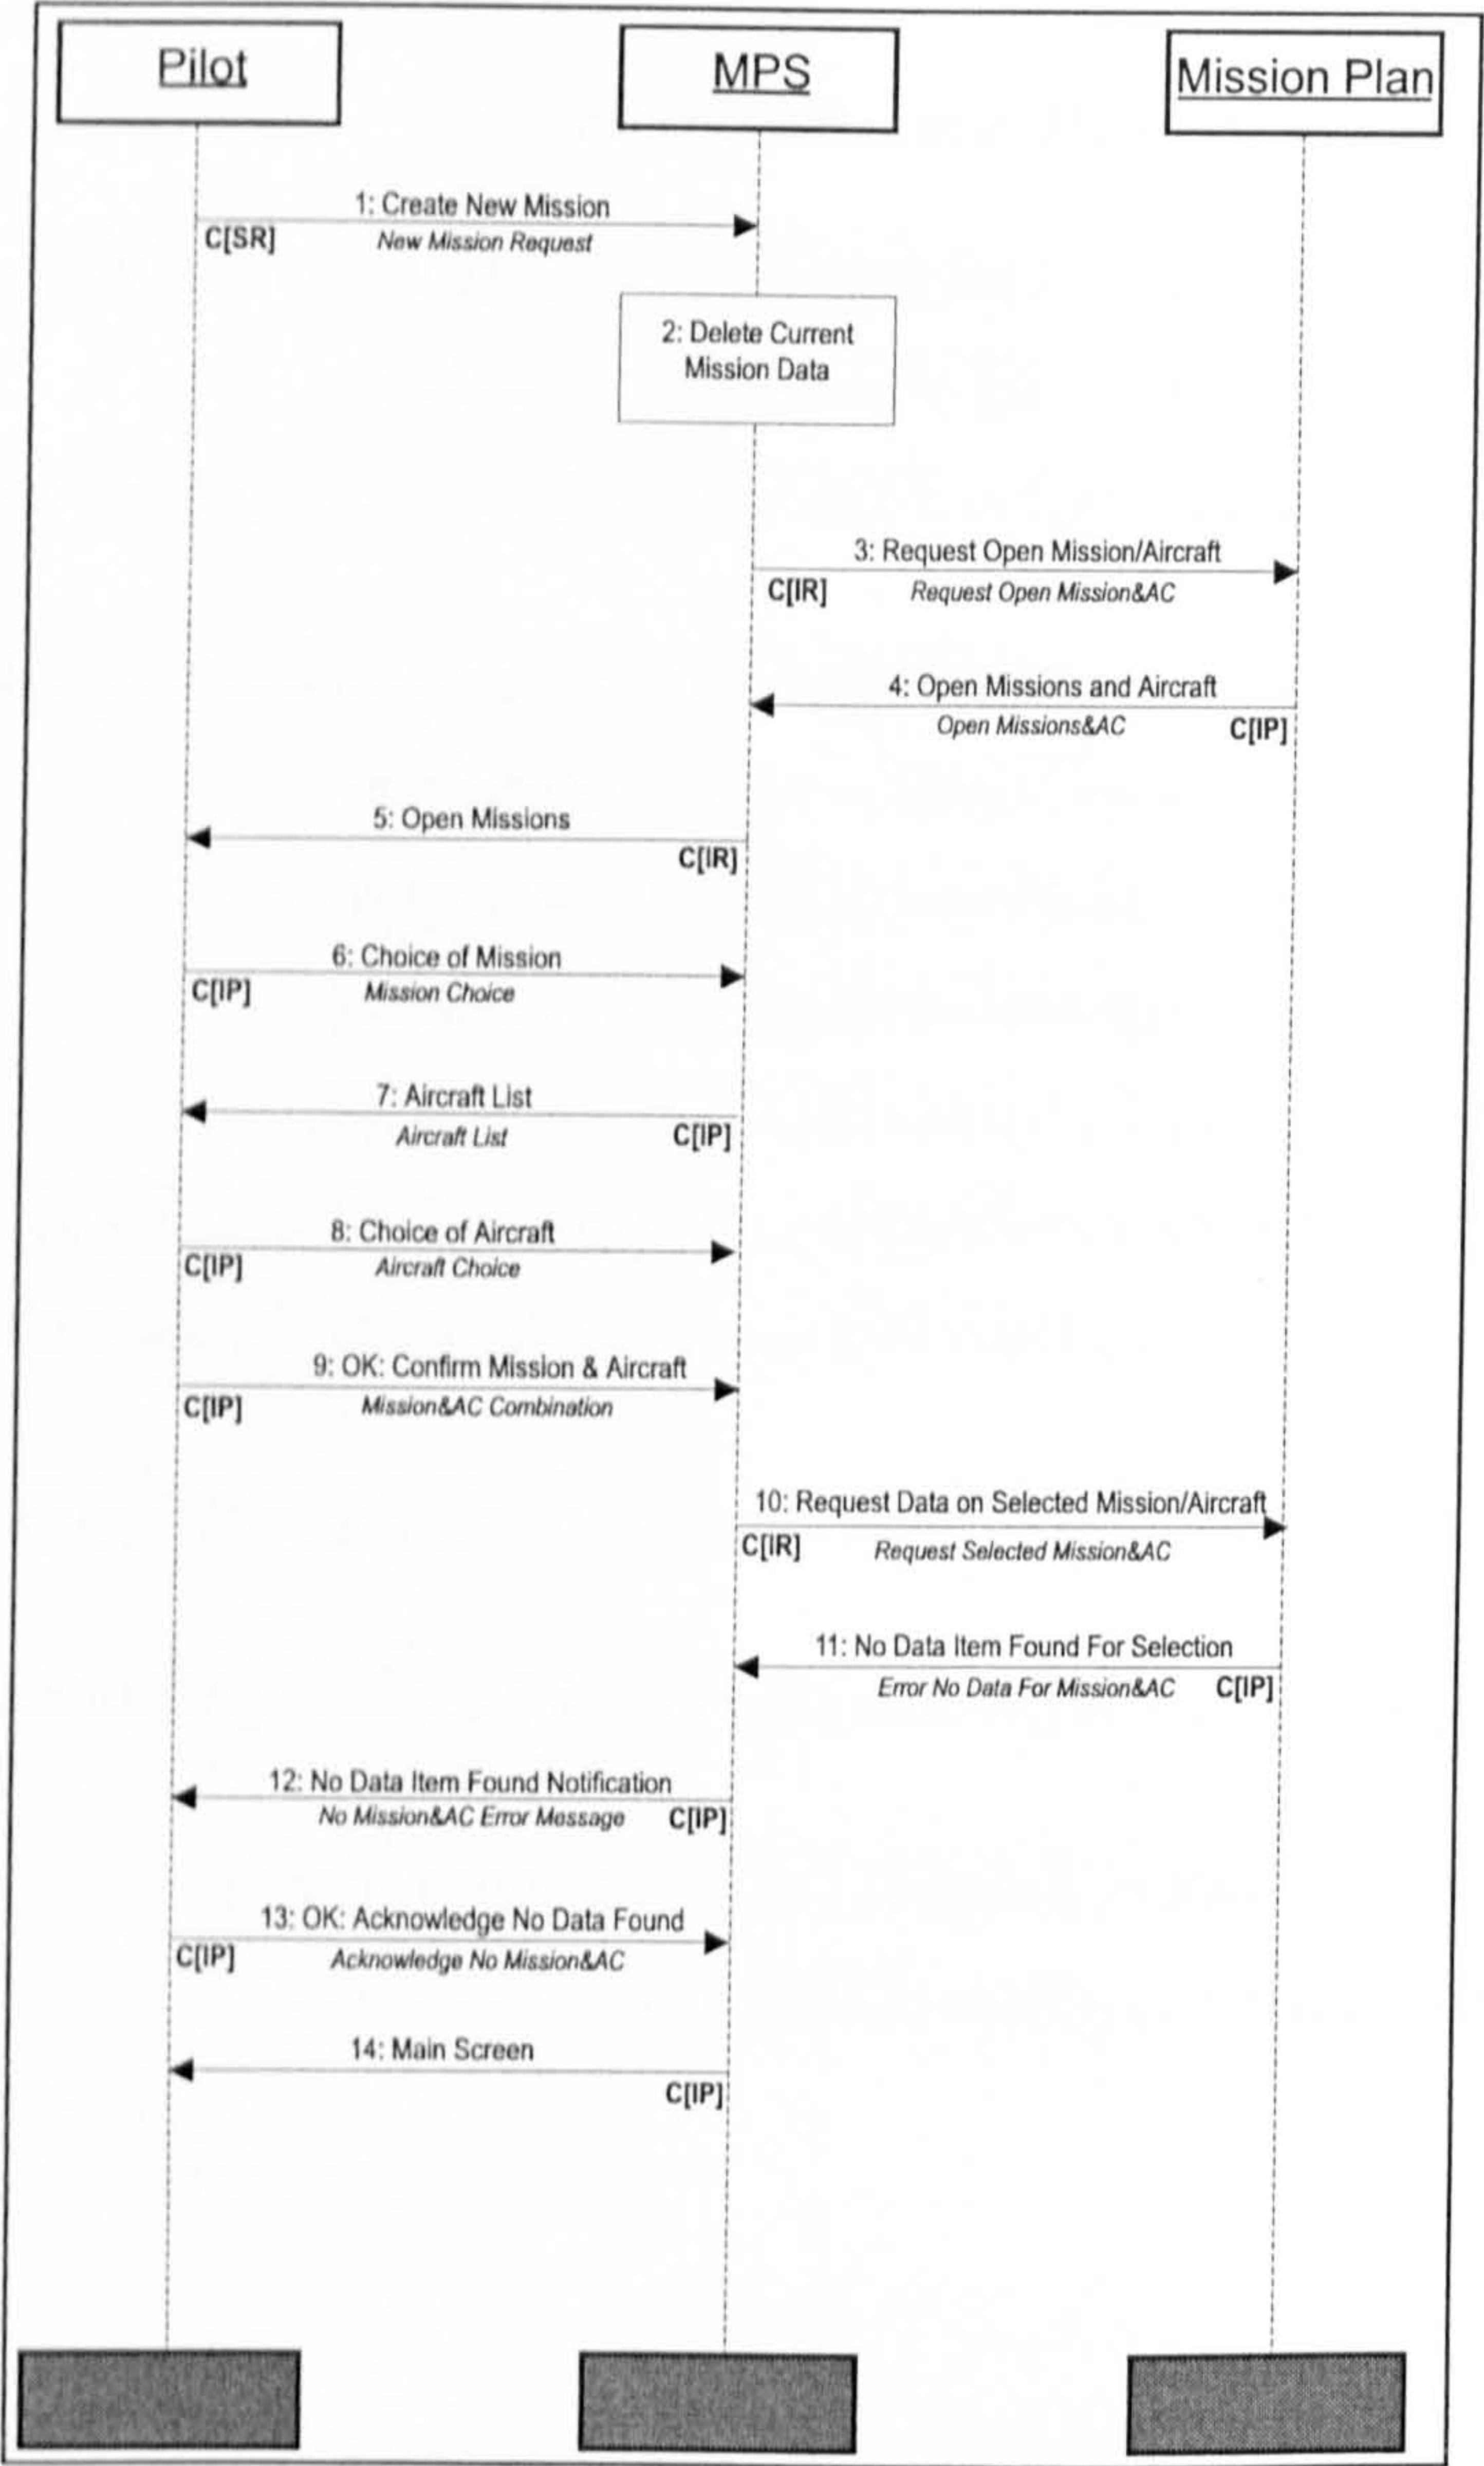 Pilot
MPS
Mission Plan
1: Create New Mission
C[SR]
New Mission Request
2: Delete Current
Mission Data
3: Request Open Mission/Aircraft
C[IR]
Request Open Mission&AC
4: Open Missions and Aircraft
Open Missions&AC
C[IP]
5: Open Missions
C[IR]
6: Choice of Mission
C[IP]
Mission Choice
7: Aircraft List
Aircraft List
C[IP]
8: Choice of Aircraft
C[IP]
Aircraft Choice
9: OK: Confirm Mission & Aircraft
C[IP]
Mission&AC Combination
10: Request Data on Selected Mission/Aircraft
C[IR]
Request Selected Mission&AC
11: No Data Item Found For Selection
Error No Data For Mission&AC
C[IP]
12: No Data Item Found Notification
No Mission&AC Error Message
C[IP]
13: OK: Acknowledge No Data Found
C[IP]
Acknowledge No Mission&AC
14: Main Screen
C[IP]